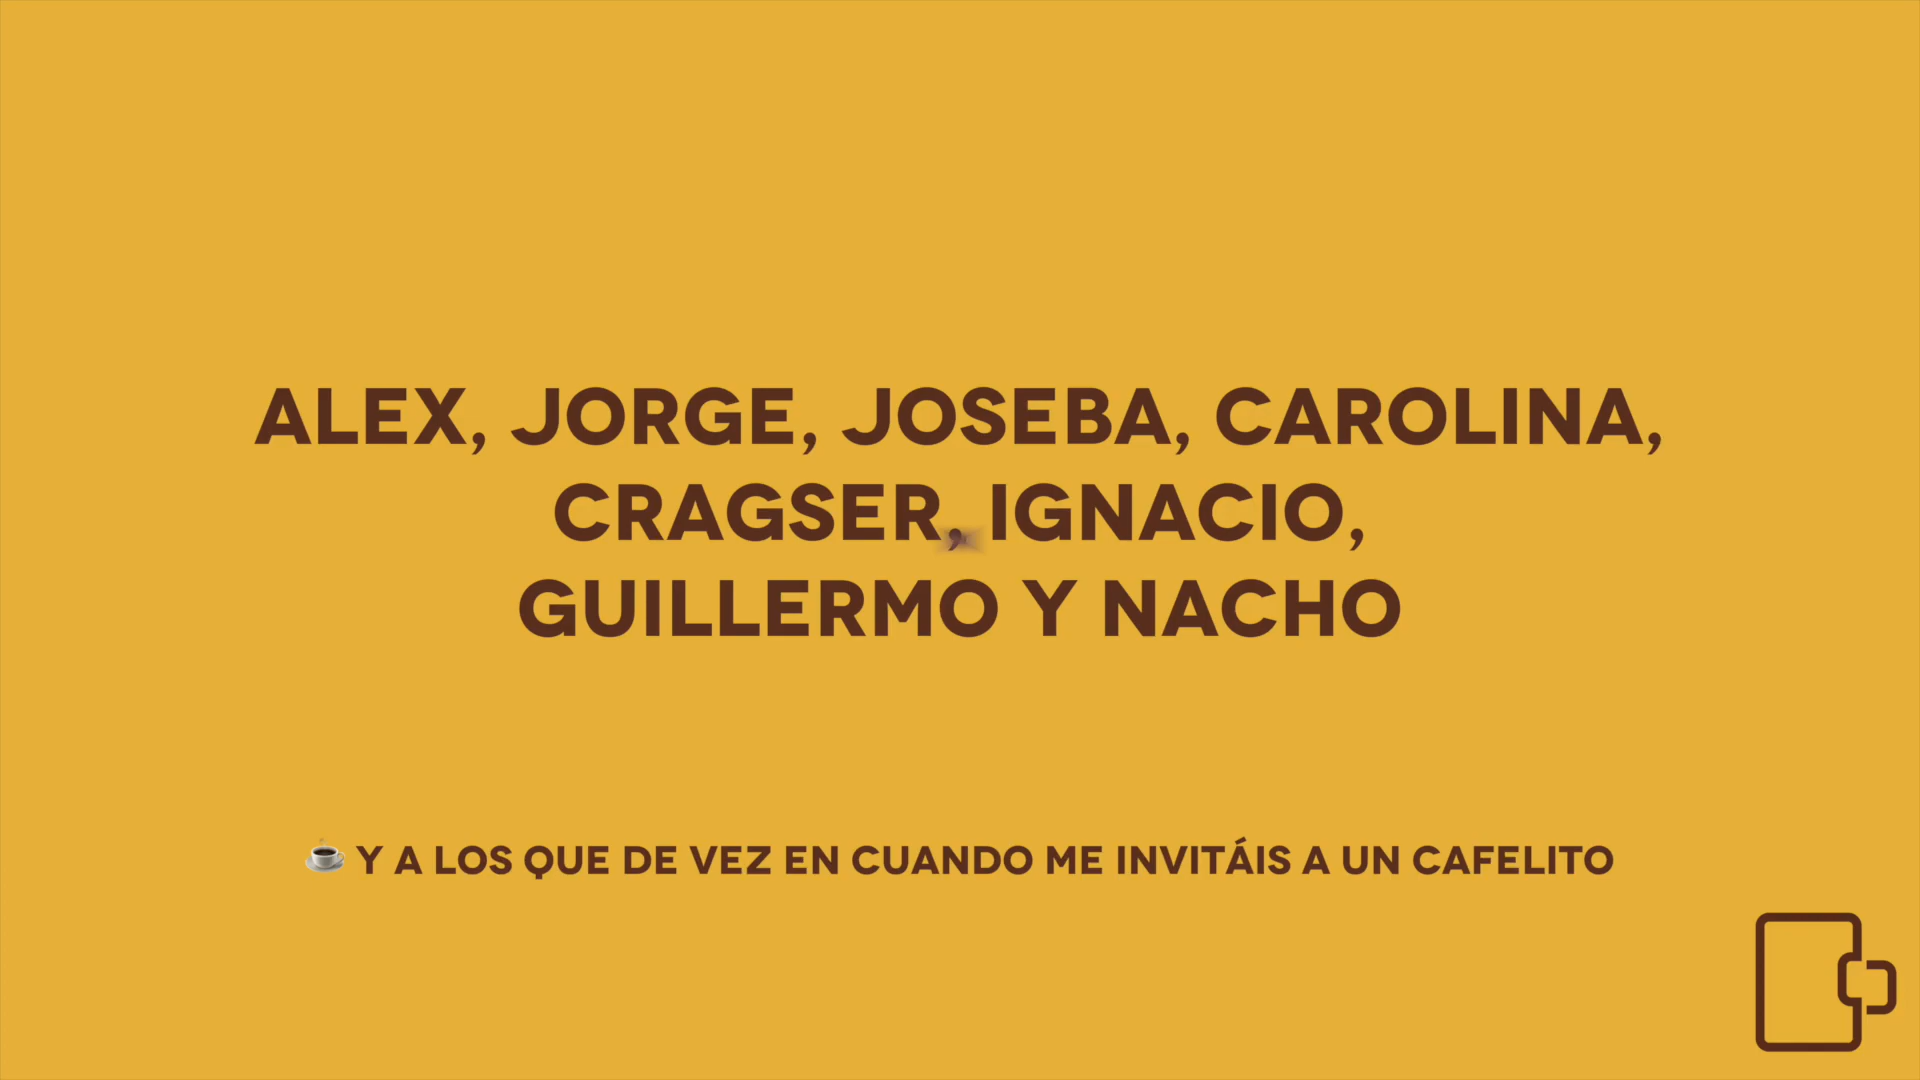 ALEX, JORGE, JOSEBA, CAROLINA,
CRAGSER, IGNACIO,
GUILLERMO Y NACHO
☕ Y A LOS QUE DE VEZ EN CUANDO ME INVITÁIS A UN CAFELITO